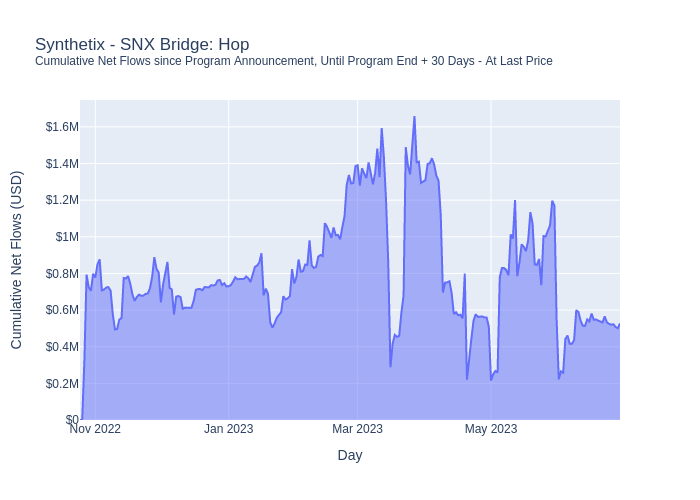 Synthetix - SNX Bridge: Hop
Cumulative Net Flows since Program Announcement, Until Program End + 30 Days - At Last Price
Cumulative Net Flows (USD)
$1.6M
$1.4M
$1.2M
$1M
$0.8M
$0.6M
$0.4M
$0.2M
$0
Nov 2022
Jan 2023
Mar 2023
May 2023
Day